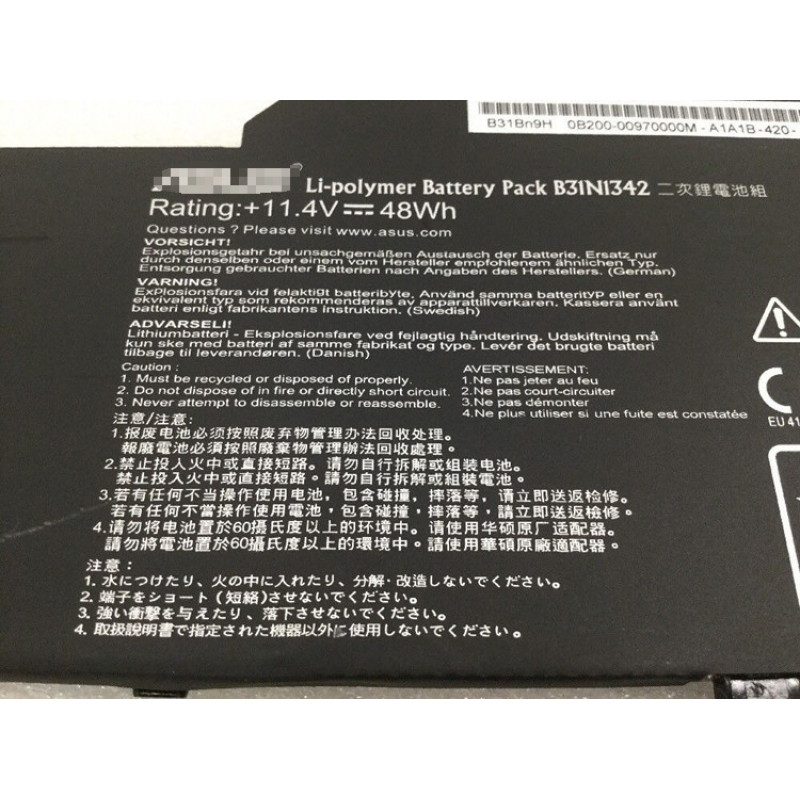 B31Bn9H 0B200-00970000M - A1A1B-420-
Li-polymer Battery Pack B31N1342 二次鋰電池組
Rating:+11.4V⎓48Wh
Questions ? Please visit www.asus.com
VORSICHT!
Explosionsgetahr bei unsachgemäßen Austausch der Batterie. Ersatz nur
durch denselben oder einem vom Hersteller empfohlenem ähnlichen Typ.
Entsorgung gebrauchter Batterien nach Angaben des Herstellers. (German)
VARNING!
Explosionsfara vid felaktigt batteribyte. Använd samma batterityp eller en
ekvivalent typ som rekommenderas av apparattillverkaren. Kassera använt
batteri enligt fabrikantens instruktion. (Swedish)
ADVARSELI!
Lithiumbatteri - Eksplosionsfare ved fejlagtig håndtering. Udskiftning må
kun ske med batteri af samme fabrikat og type. Levér det brugte batteri
tilbage til leverandøren. (Danish)
Caution :
1. Must be recycled or disposed of properly.
2. Do not dispose of in fire or directly short circuit.
3. Never attempt to disassemble or reassemble.
AVERTISSEMENT:
1.Ne pas jeter au feu
2.Ne pas court-circuiter
3.Ne pas démonter
4.Ne plus utiliser si une fuite est constatée
EU 41
注意/注意:
1.报废电池必须按照废弃物管理办法回收处理。
報廢電池必須按照廢棄物管理辦法回收處理。
2.禁止投入火中或直接短路。请勿自行拆解或组装电池。
禁止投入火中或直接短路。請勿自行拆解或組裝電池。
3.若有任何不当操作使用电池，包含碰撞，摔落等，请立即送返检修。
若有任何不當操作使用電池，包含碰撞，摔落等，請立即送返檢修。
4.请勿将电池置於60攝氏度以上的环境中。请使用华硕原厂适配器。
請勿將電池置於60攝氏度以上的環境中。請使用華碩原廠適配器。
注意：
1. 水につけたり、火の中に入れたり、分解·改造しないでください。
2. 端子をショート (短絡) させないでください。
3. 強い衝撃を与えたり、落下させないでください。
4. 取扱説明書で指定された機器以外に使用しないでください。